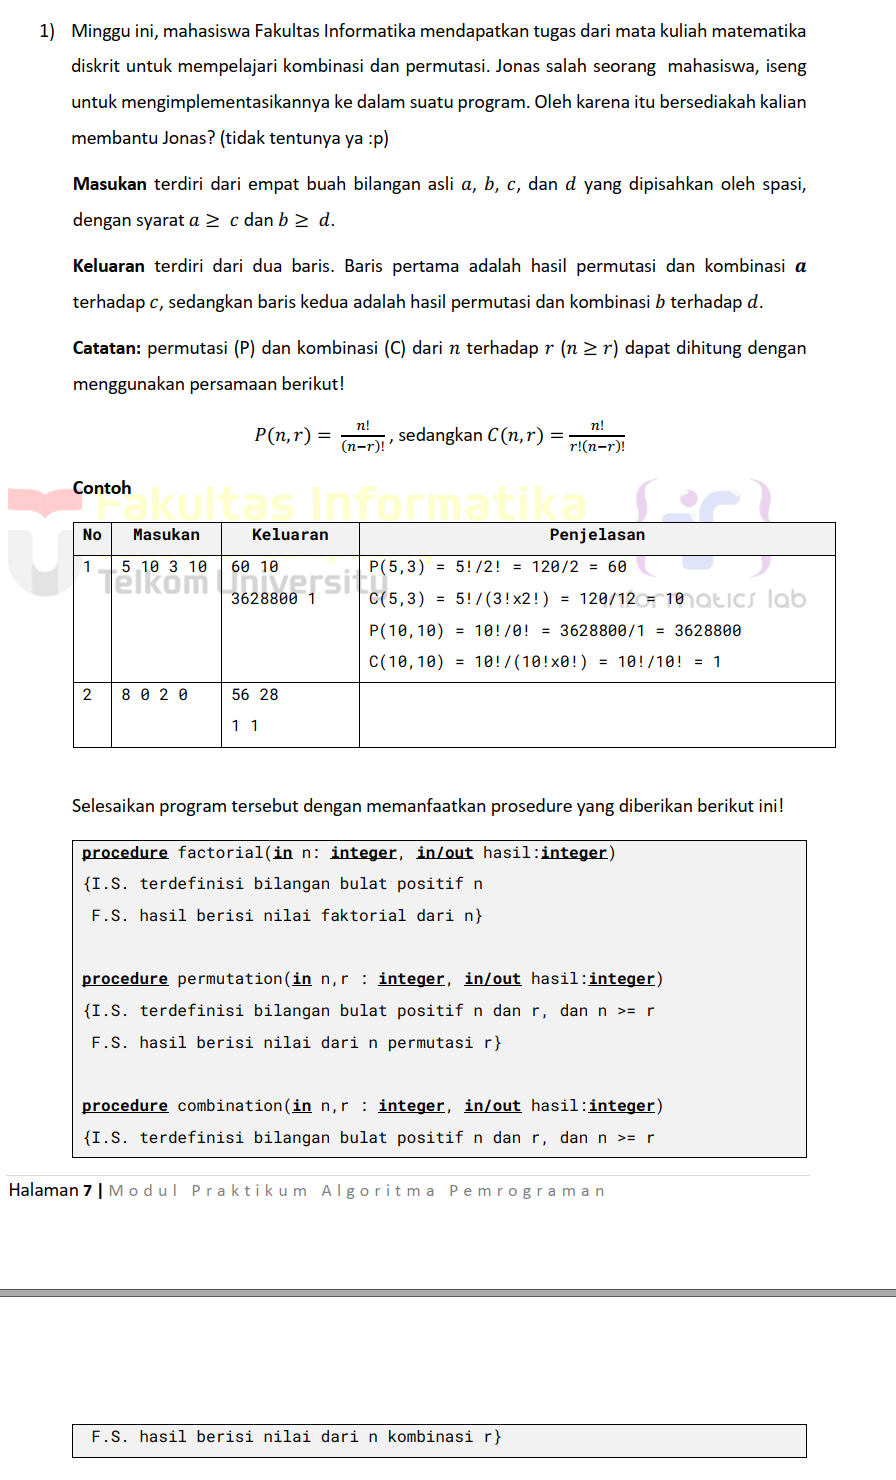 1) Minggu ini, mahasiswa Fakultas Informatika mendapatkan tugas dari mata kuliah matematika
diskrit untuk mempelajari kombinasi dan permutasi. Jonas salah seorang mahasiswa, iseng
untuk mengimplementasikannya ke dalam suatu program. Oleh karena itu bersediakah kalian
membantu Jonas? (tidak tentunya ya :p)
Masukan terdiri dari empat buah bilangan asli a, b, c, dan d yang dipisahkan oleh spasi,
dengan syarat a ≥ c dan b ≥ d.
Keluaran terdiri dari dua baris. Baris pertama adalah hasil permutasi dan kombinasi a
terhadap c, sedangkan baris kedua adalah hasil permutasi dan kombinasi b terhadap d.
Catatan: permutasi (P) dan kombinasi (C) dari n terhadap r (n ≥ r) dapat dihitung dengan
menggunakan persamaan berikut!
P(n, r) = n!/(n−r)!, sedangkan C(n, r) = n!/r!(n−r)!
Contoh
Fakultas Informatika
Telkom University
informatics lab
No Masukan Keluaran Penjelasan
1 5 10 3 10 60 10 P(5,3) = 5!/2! = 120/2 = 60
3628800 1 C(5,3) = 5!/(3!x2!) = 120/12 = 10
P(10,10) = 10!/0! = 3628800/1 = 3628800
C(10,10) = 10!/(10!x0!) = 10!/10! = 1
2 8 0 2 0 56 28
1 1
Selesaikan program tersebut dengan memanfaatkan prosedure yang diberikan berikut ini!
procedure factorial(in n: integer, in/out hasil:integer)
{I.S. terdefinisi bilangan bulat positif n
F.S. hasil berisi nilai faktorial dari n}
procedure permutation(in n,r : integer, in/out hasil:integer)
{I.S. terdefinisi bilangan bulat positif n dan r, dan n >= r
F.S. hasil berisi nilai dari n permutasi r}
procedure combination(in n,r : integer, in/out hasil:integer)
{I.S. terdefinisi bilangan bulat positif n dan r, dan n >= r
Halaman 7 | Modul Praktikum Algoritma Pemrograman
F.S. hasil berisi nilai dari n kombinasi r}